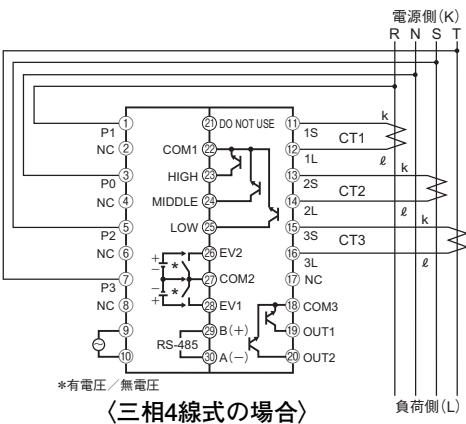 電源側(K)
R N S T
① P1
NC ②
③ P0
NC ④
⑤ P2
NC ⑥
⑦ P3
NC ⑧
⑨
⑩
㉑ DO NOT USE
COM1 ㉒
HIGH ㉓
MIDDLE ㉔
LOW ㉕
㉖ EV2
㉗ COM2
㉘ EV1
+
−
*
−
+
*
RS-485
㉙ B(+)
㉚ A(−)
⑪ 1S
⑫ 1L
⑬ 2S
⑭ 2L
⑮ 3S
⑯ 3L
⑰ NC
⑱ COM3
⑲ OUT1
⑳ OUT2
k
CT1
ℓ
k
CT2
ℓ
k
CT3
ℓ
*有電圧/無電圧
〈三相4線式の場合〉
負荷側(L)